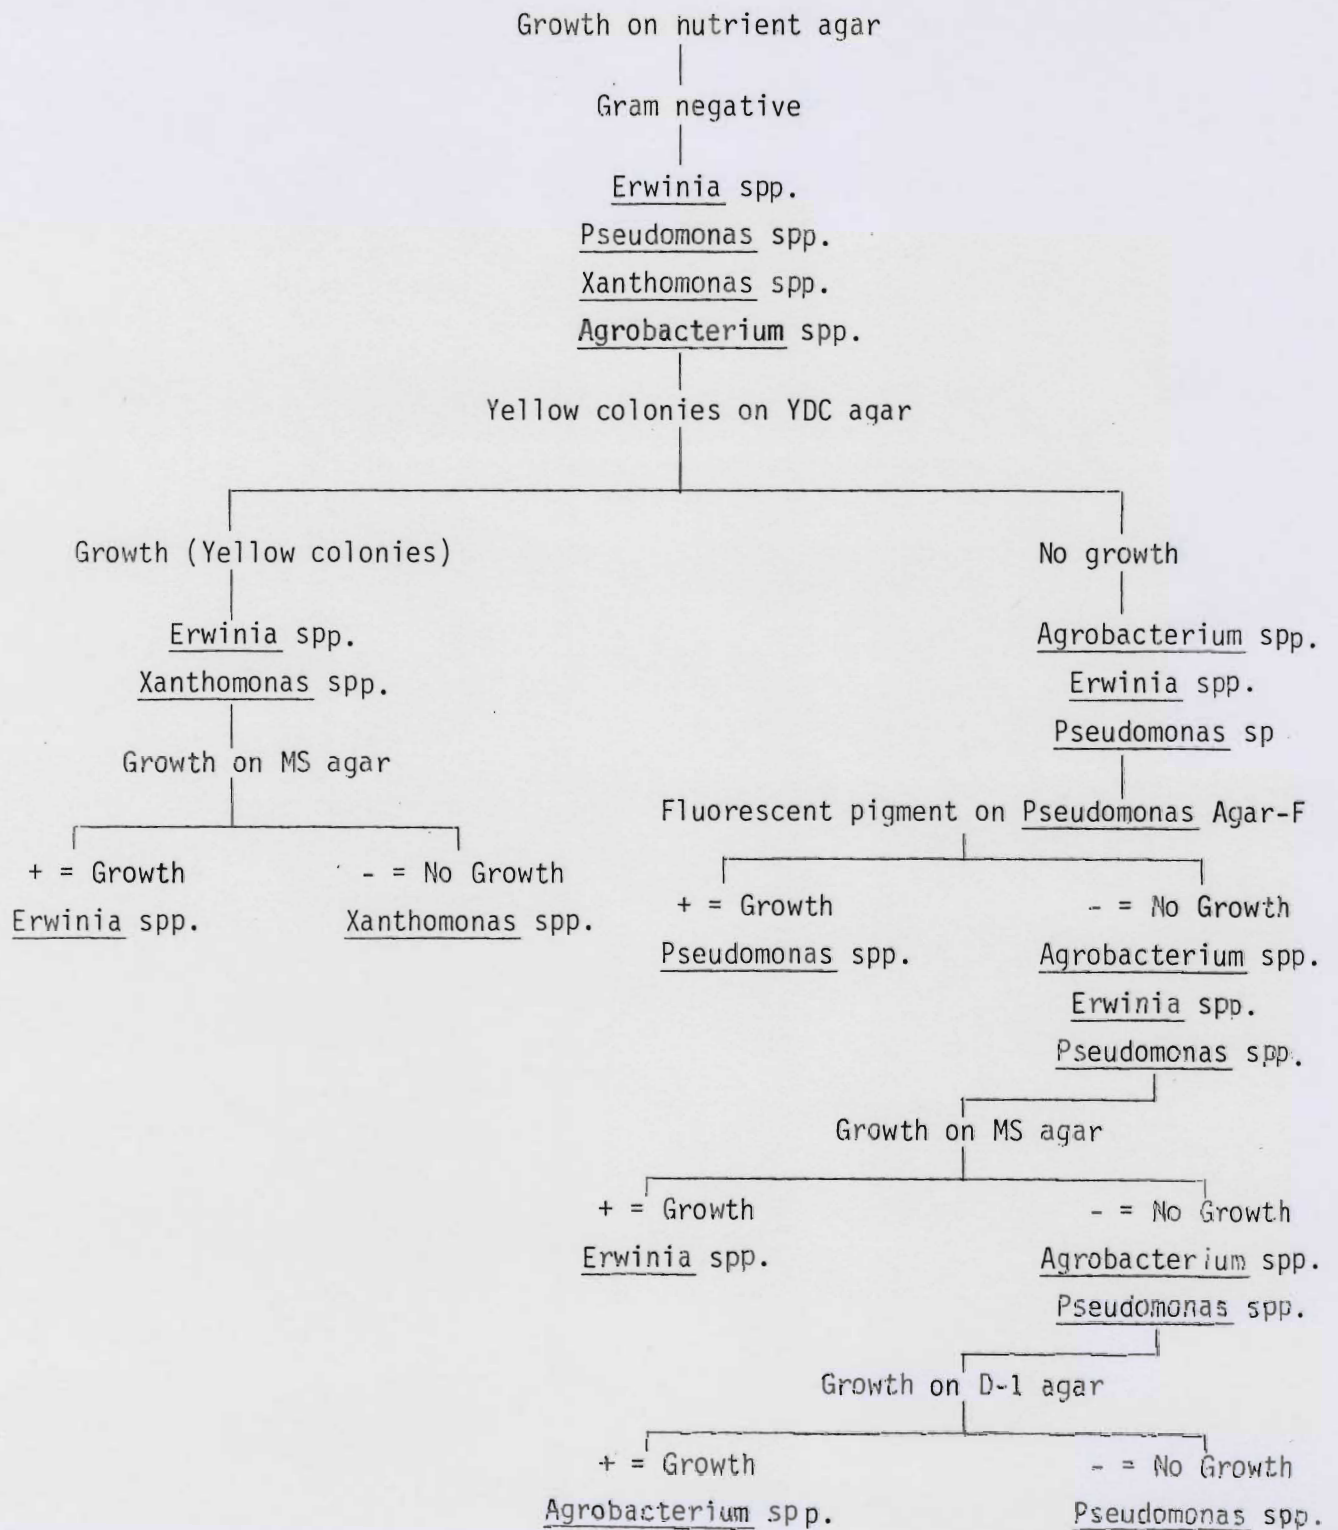 Growth on nutrient agar
Gram negative
Erwinia spp.
Pseudomonas spp.
Xanthomonas spp.
Agrobacterium spp.
Yellow colonies on YDC agar
Growth (Yellow colonies)
No growth
Erwinia spp.
Xanthomonas spp.
Growth on MS agar
+ = Growth
Erwinia spp.
- = No Growth
Xanthomonas spp.
Agrobacterium spp.
Erwinia spp.
Pseudomonas sp
Fluorescent pigment on Pseudomonas Agar-F
+ = Growth
Pseudomonas spp.
- = No Growth
Agrobacterium spp.
Erwinia spp.
Pseudomonas spp.
Growth on MS agar
+ = Growth
Erwinia spp.
- = No Growth
Agrobacterium spp.
Pseudomonas spp.
Growth on D-1 agar
+ = Growth
Agrobacterium spp.
- = No Growth
Pseudomonas spp.